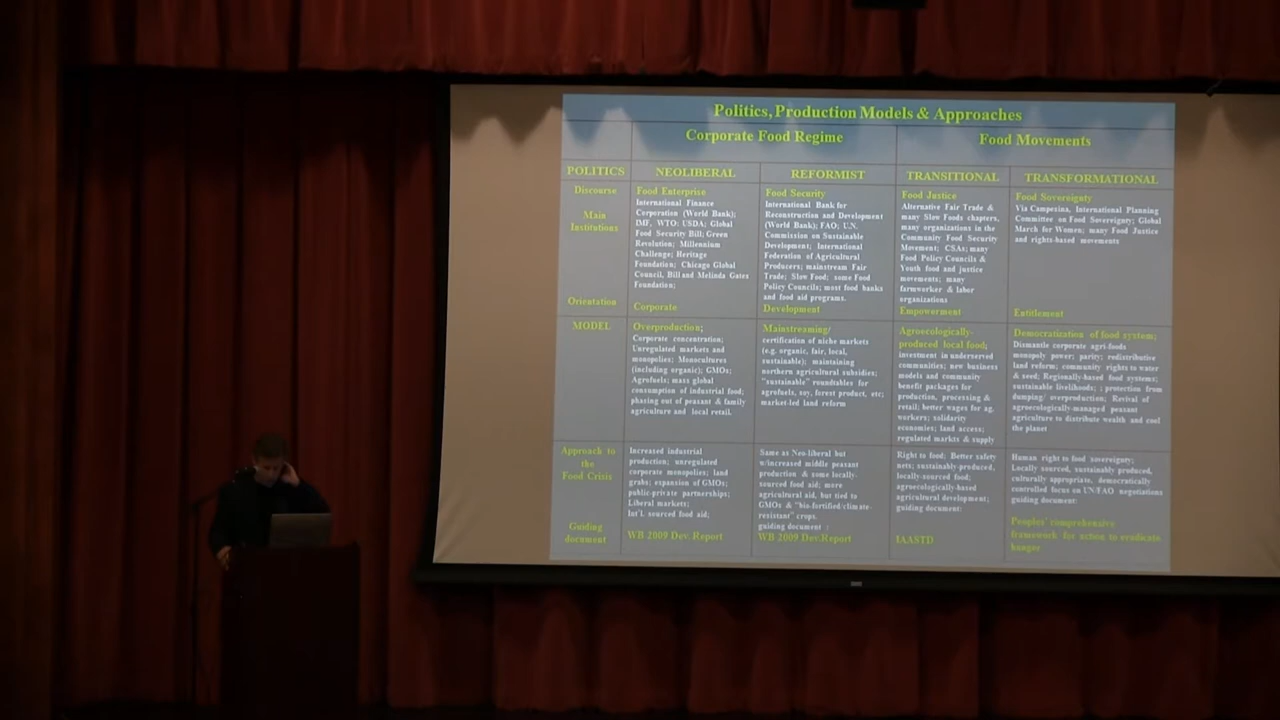 Politics, Production Models & Approaches
Corporate Food Regime
Food Movements
POLITICS
NEOLIBERAL
REFORMIST
TRANSITIONAL
TRANSFORMATIONAL
Discourse
Main
Institutions
Orientation
Food Enterprise
International Finance
Corporation (World Bank);
IMF, WTO; USDA; Global
Food Security Bill; Green
Revolution; Millennium
Challenge; Heritage
Foundation; Chicago Global
Council, Bill and Melinda Gates
Foundation;
Corporate
Food Security
International Bank for
Reconstruction and Development
(World Bank); FAO; U.N.
Commission on Sustainable
Development; International
Federation of Agricultural
Producers; mainstream Fair
Trade; Slow Food; some Food
Policy Councils; most food banks
and food aid programs.
Development
Food Justice
Alternative Fair Trade &
many Slow Foods chapters,
many organizations in the
Community Food Security
Movement; CSAs; many
Food Policy Councils &
Youth food and justice
movements; many
farmworker & labor
organizations
Empowerment
Food Sovereignty
Via Campesina, International Planning
Committee on Food Sovereignty; Global
March for Women; many Food Justice
and rights-based movements
Entitlement
MODEL
Overproduction;
Corporate concentration;
Unregulated markets and
monopolies; Monocultures
(including organic); GMOs;
Agrofuels; mass global
consumption of industrial food;
phasing out of peasant & family
agriculture and local retail.
Mainstreaming/
certification of niche markets
(e.g. organic, fair, local,
sustainable); maintaining
northern agricultural subsidies;
"sustainable" roundtables for
agrofuels, soy, forest product, etc;
market-led land reform
Agroecologically-
produced local food;
investment in underserved
communities; new business
models and community
benefit packages for
production, processing &
retail; better wages for ag.
workers; solidarity
economies; land access;
regulated markts & supply
Democratization of food system;
Dismantle corporate agri-foods
monopoly power; parity; redistributive
land reform; community rights to water
& seed; Regionally-based food systems;
sustainable livelihoods; ; protection from
dumping/ overproduction; Revival of
agroecologically-managed peasant
agriculture to distribute wealth and cool
the planet
Approach to
the
Food Crisis
Guiding
document
Increased industrial
production; unregulated
corporate monopolies; land
grabs; expansion of GMOs;
public-private partnerships;
Liberal markets;
Int'l. sourced food aid;
WB 2009 Dev. Report
Same as Neo-liberal but
w/increased middle peasant
production & some locally-
sourced food aid; more
agricultural aid, but tied to
GMOs & "bio-fortified/climate-
resistant" crops.
guiding document :
WB 2009 Dev.Report
Right to food; Better safety
nets; sustainably-produced,
locally-sourced food;
agroecologically-based
agricultural development;
guiding document:
IAASTD
Human right to food sovereignty;
Locally sourced, sustainably produced,
culturally appropriate, democratically
controlled focus on UN/FAO negotiations
guiding document:
Peoples' comprehensive
framework for action to eradicate
hunger